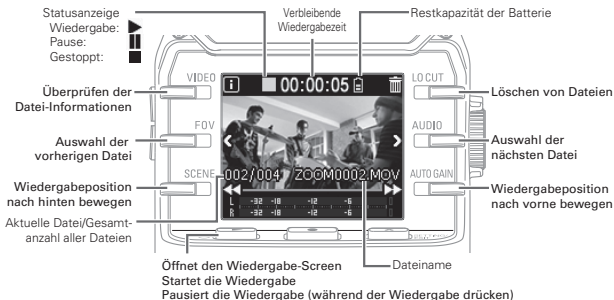 Statusanzeige
Wiedergabe:
Pause:
Gestoppt:
Verbleibende
Wiedergabezeit
Restkapazität der Batterie
VIDEO
i
00:00:05
LO CUT
Überprüfen der
Datei-Informationen
Löschen von Dateien
FOV
AUDIO
Auswahl der
vorherigen Datei
Auswahl der
nächsten Datei
SCENE
002/004
ZOOM0002.MOV
AUTO GAIN
Wiedergabeposition
nach hinten bewegen
Wiedergabeposition
nach vorne bewegen
L -32 -18 -12 -6
R -32 -18 -12 -6
Aktuelle Datei/Gesamt-
anzahl aller Dateien
Dateiname
Öffnet den Wiedergabe-Screen
Startet die Wiedergabe
Pausiert die Wiedergabe (während der Wiedergabe drücken)